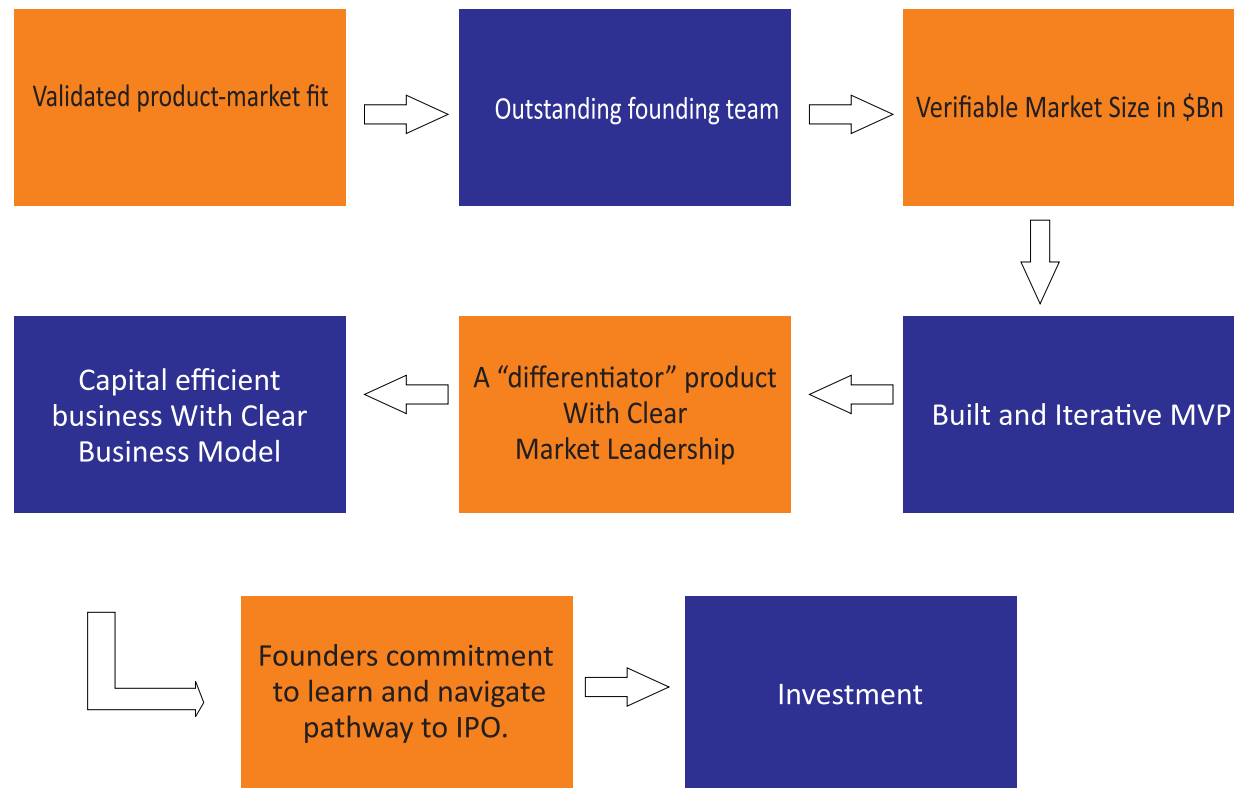 Validated product-market fit
Outstanding founding team
Verifiable Market Size in $Bn
Built and Iterative MVP
A “differentiator” product
With Clear
Market Leadership
Capital efficient
business With Clear
Business Model
Founders commitment
to learn and navigate
pathway to IPO.
Investment